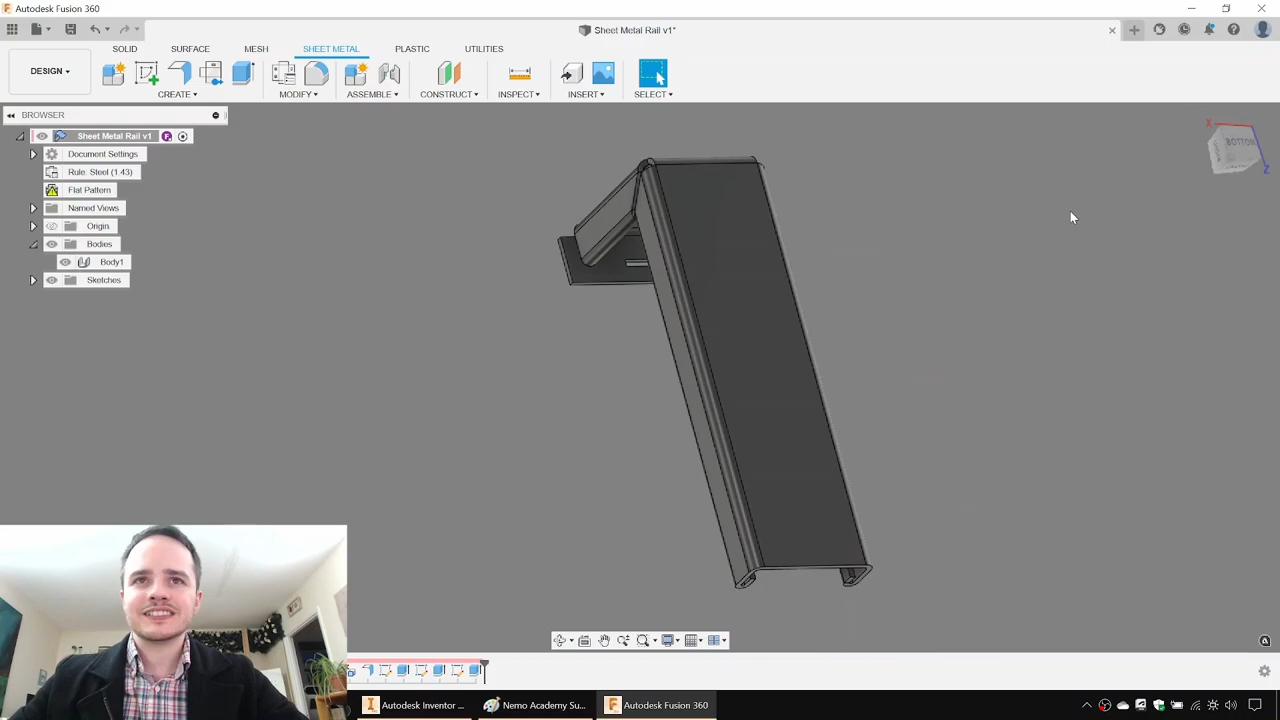 Autodesk Fusion 360
Sheet Metal Rail v1*
SOLID SURFACE MESH SHEET METAL PLASTIC UTILITIES
DESIGN
CREATE MODIFY ASSEMBLE CONSTRUCT INSPECT INSERT SELECT
BROWSER
Sheet Metal Rail v1
Document Settings
Rule: Steel (1.43)
Flat Pattern
Named Views
Origin
Bodies
Body1
Sketches
X
BOTTOM
Z
Autodesk Inventor ...
Nemo Academy Su...
Autodesk Fusion 360